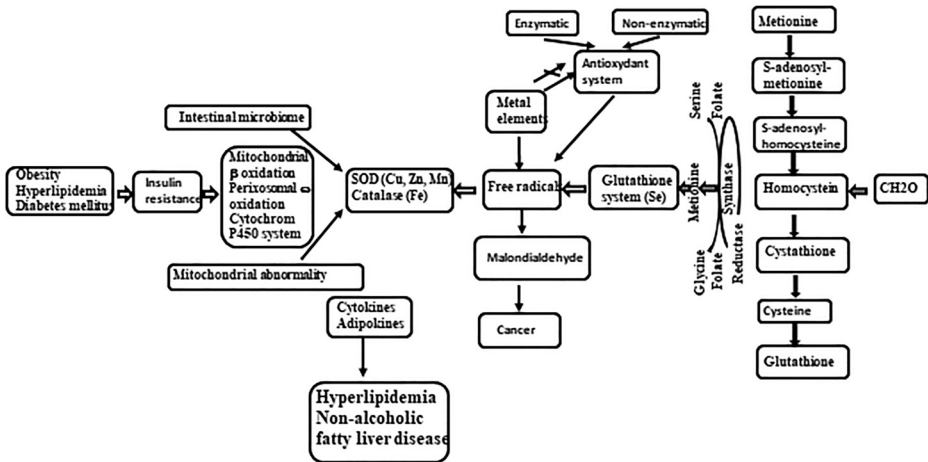 Enzymatic
Non-enzymatic
Metionine
Antioxydant
system
S-adenosyl-
metionine
Metal
elements
Intestinal microbiome
Serine
Folate
S-adenosyl-
homocysteine
Obesity
Hyperlipidemia
Diabetes mellitus
Insulin
resistance
Mitochondrial
β oxidation
Perixosomal
oxidation
Cytochrom
P450 system
SOD (Cu, Zn, Mn)
Catalase (Fe)
Free radical
Glutathione
system (Se)
Metionine
Synthase
Homocystein
CH2O
Mitochondrial abnormality
Malondialdehyde
Glycine
Folate
Reductase
Cystathione
Cytokines
Adipokines
Cancer
Cysteine
Glutathione
Hyperlipidemia
Non-alcoholic
fatty liver disease